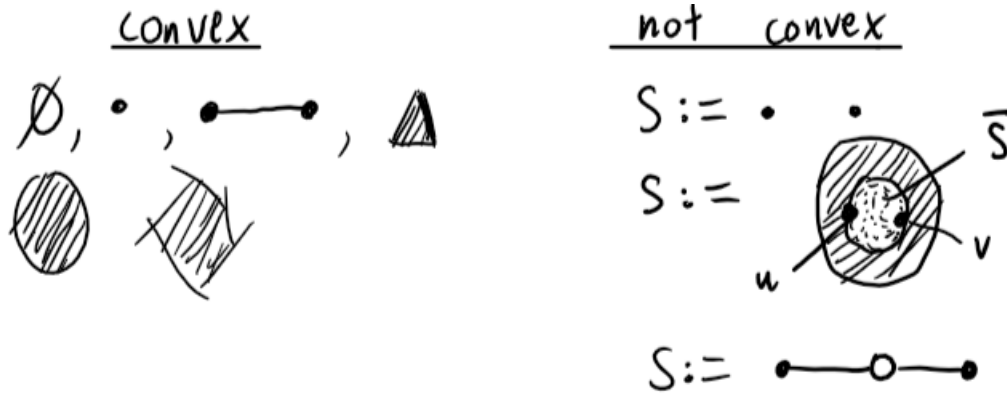 convex
not convex
∅, , ,
S :=
S̅
S :=
u
v
S :=